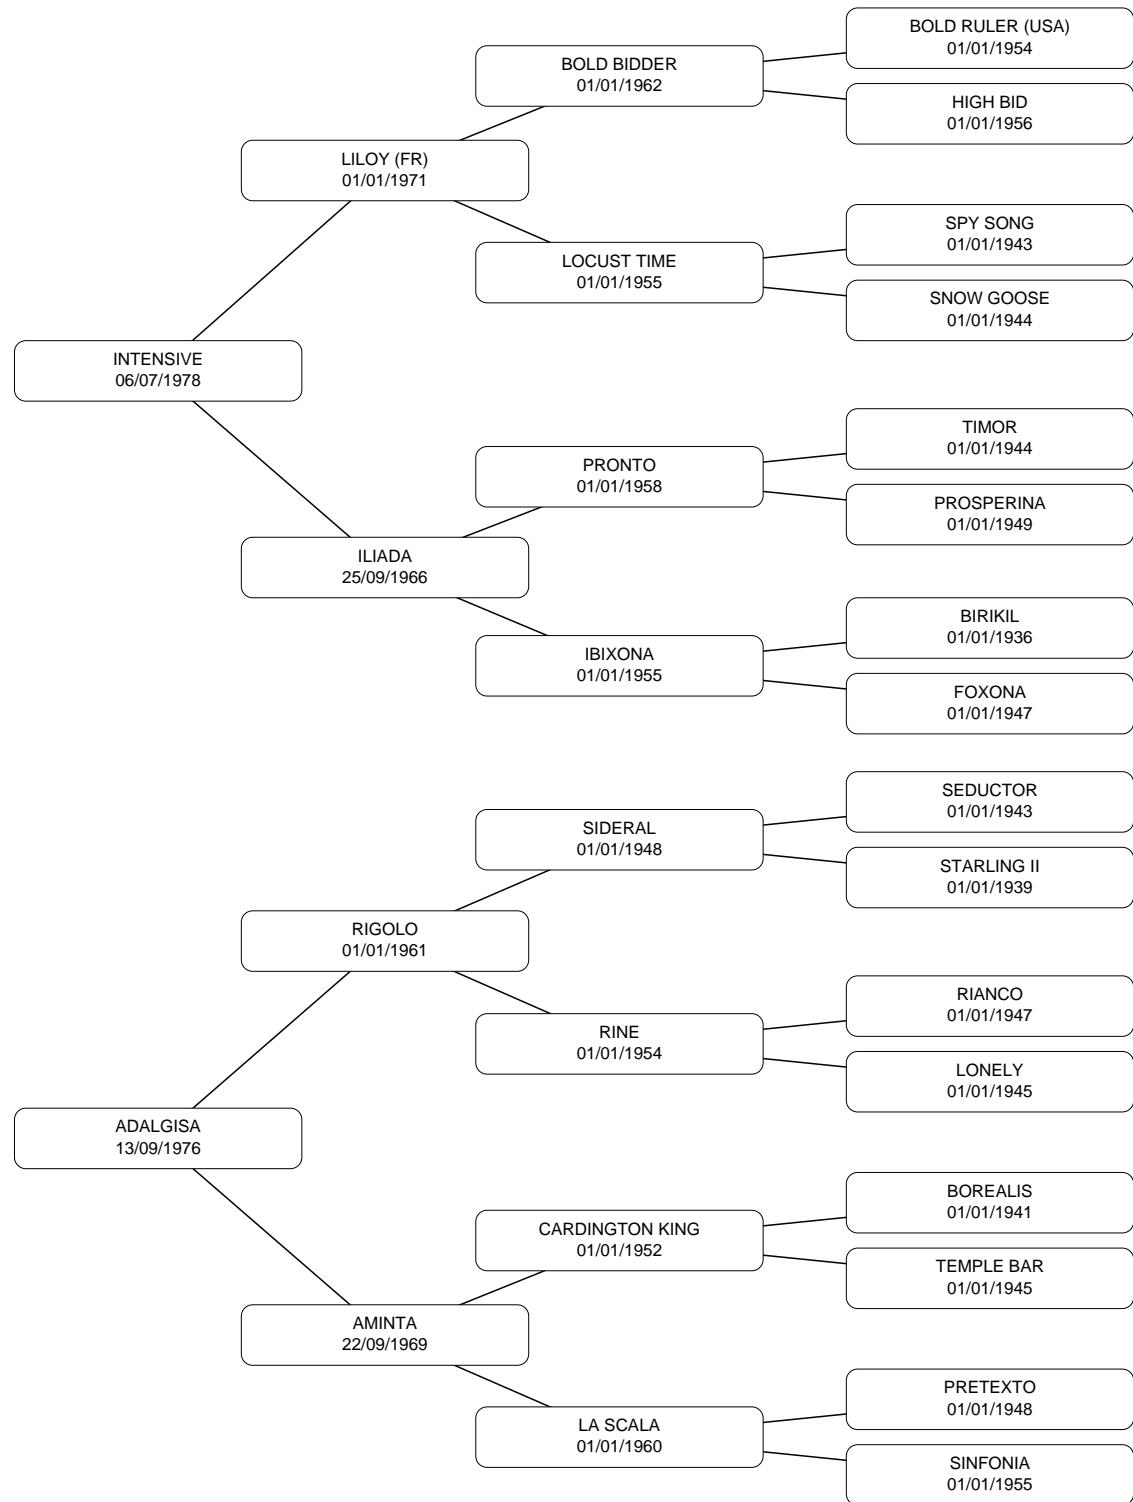 BOLD RULER (USA)
01/01/1954
BOLD BIDDER
01/01/1962
HIGH BID
01/01/1956
LILOY (FR)
01/01/1971
SPY SONG
01/01/1943
LOCUST TIME
01/01/1955
SNOW GOOSE
01/01/1944
INTENSIVE
06/07/1978
TIMOR
01/01/1944
PRONTO
01/01/1958
PROSPERINA
01/01/1949
ILIADA
25/09/1966
BIRIKIL
01/01/1936
IBIXONA
01/01/1955
FOXONA
01/01/1947
SEDUCTOR
01/01/1943
SIDERAL
01/01/1948
STARLING II
01/01/1939
RIGOLO
01/01/1961
RIANCO
01/01/1947
RINE
01/01/1954
LONELY
01/01/1945
ADALGISA
13/09/1976
BOREALIS
01/01/1941
CARDINGTON KING
01/01/1952
TEMPLE BAR
01/01/1945
AMINTA
22/09/1969
PRETEXTO
01/01/1948
LA SCALA
01/01/1960
SINFONIA
01/01/1955